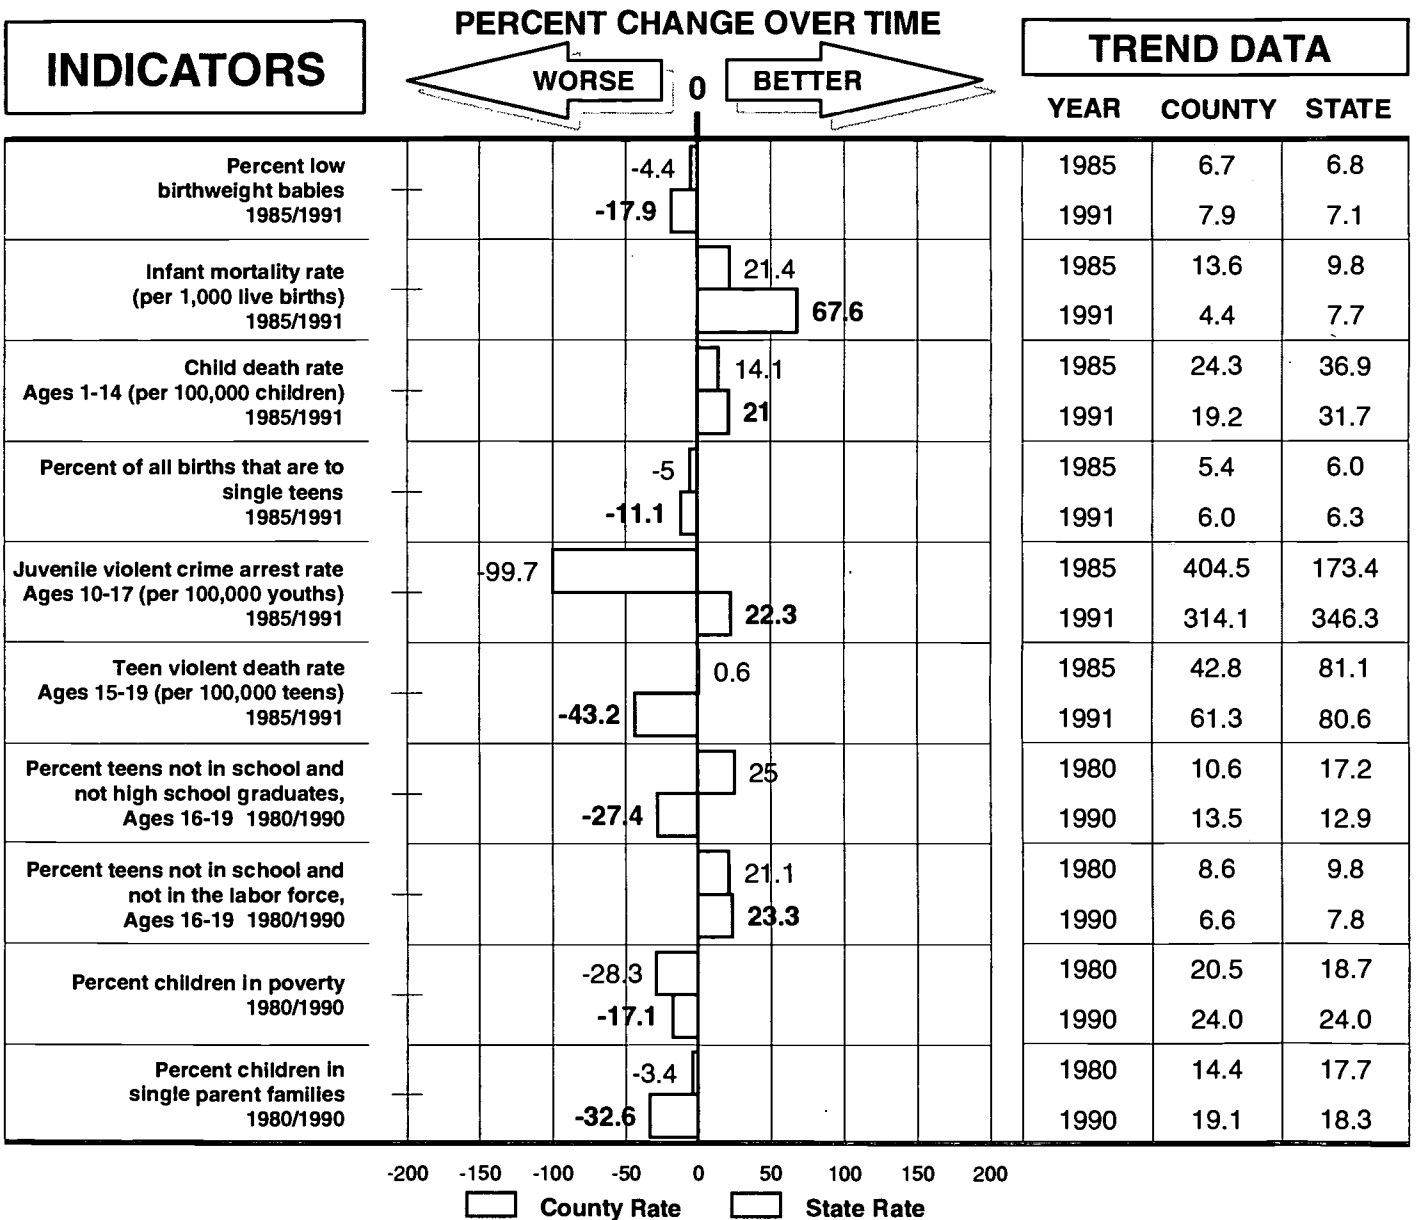 PERCENT CHANGE OVER TIME
INDICATORS
WORSE
0
BETTER
TREND DATA
YEAR COUNTY STATE
Percent low
birthweight babies
1985/1991
-4.4
-17.9
1985 6.7 6.8
1991 7.9 7.1
Infant mortality rate
(per 1,000 live births)
1985/1991
21.4
67.6
1985 13.6 9.8
1991 4.4 7.7
Child death rate
Ages 1-14 (per 100,000 children)
1985/1991
14.1
21
1985 24.3 36.9
1991 19.2 31.7
Percent of all births that are to
single teens
1985/1991
-5
-11.1
1985 5.4 6.0
1991 6.0 6.3
Juvenile violent crime arrest rate
Ages 10-17 (per 100,000 youths)
1985/1991
-99.7
22.3
1985 404.5 173.4
1991 314.1 346.3
Teen violent death rate
Ages 15-19 (per 100,000 teens)
1985/1991
0.6
-43.2
1985 42.8 81.1
1991 61.3 80.6
Percent teens not in school and
not high school graduates,
Ages 16-19 1980/1990
25
-27.4
1980 10.6 17.2
1990 13.5 12.9
Percent teens not in school and
not in the labor force,
Ages 16-19 1980/1990
21.1
23.3
1980 8.6 9.8
1990 6.6 7.8
Percent children in poverty
1980/1990
-28.3
-17.1
1980 20.5 18.7
1990 24.0 24.0
Percent children in
single parent families
1980/1990
-3.4
-32.6
1980 14.4 17.7
1990 19.1 18.3
-200 -150 -100 -50 0 50 100 150 200
County Rate State Rate